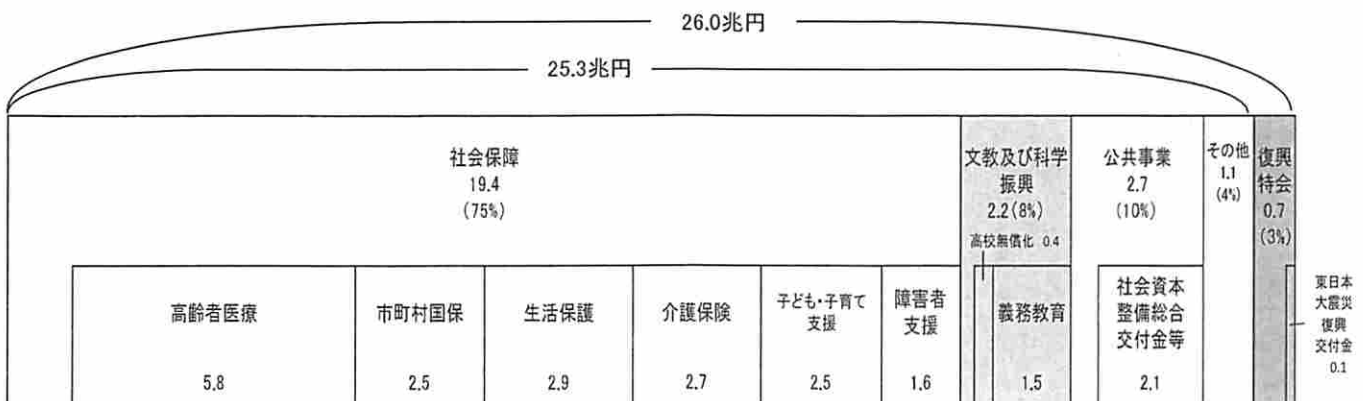 26.0兆円
25.3兆円
社会保障
19.4
(75%)
文教及び科学
振興
2.2(8%)
高校無償化 0.4
公共事業
2.7
(10%)
その他
1.1
(4%)
復興
特会
0.7
(3%)
高齢者医療
5.8
市町村国保
2.5
生活保護
2.9
介護保険
2.7
子ども・子育て
支援
2.5
障害者
支援
1.6
義務教育
1.5
社会資本
整備総合
交付金等
2.1
東日本
大震災
復興
交付金
0.1